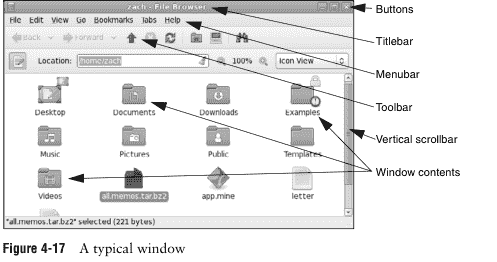 zach - File Browser
Buttons
File Edit View Go Bookmarks Tabs Help
Titlebar
Back Forward
Menubar
Location: /home/zach 100% Icon View
Toolbar
Desktop Documents Downloads Examples
Vertical scrollbar
Music Pictures Public Templates
Window contents
Videos all.memos.tar.bz2 app.mine letter
"all.memos.tar.bz2" selected (221 bytes)
Figure 4-17 A typical window